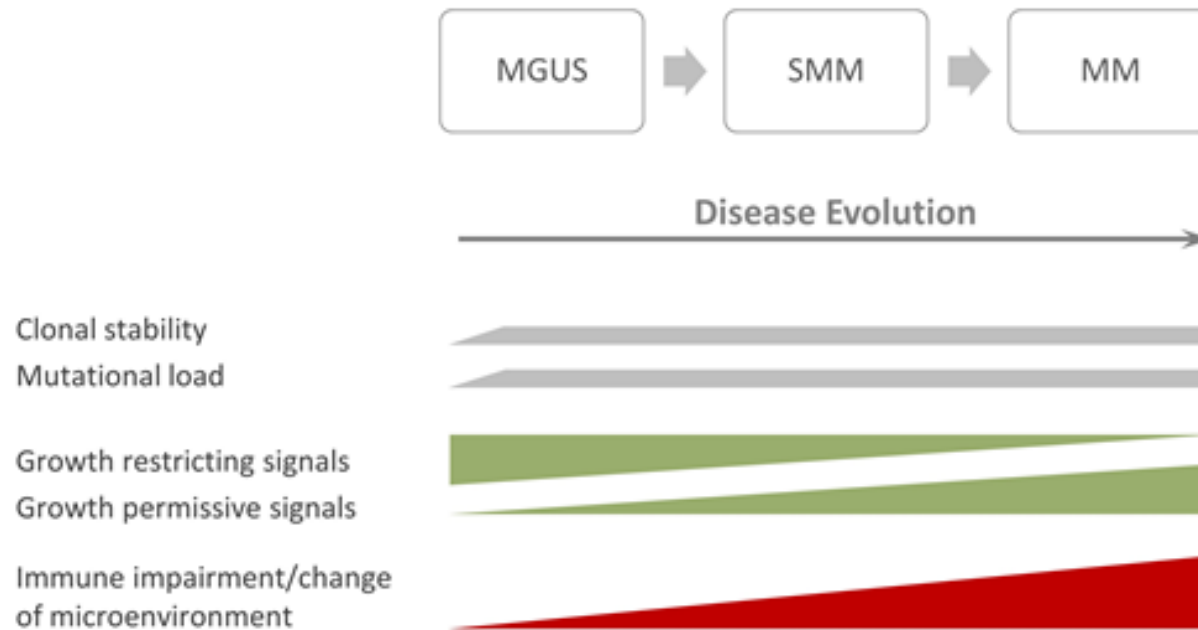 MGUS
SMM
MM
Disease Evolution
Clonal stability
Mutational load
Growth restricting signals
Growth permissive signals
Immune impairment/change
of microenvironment